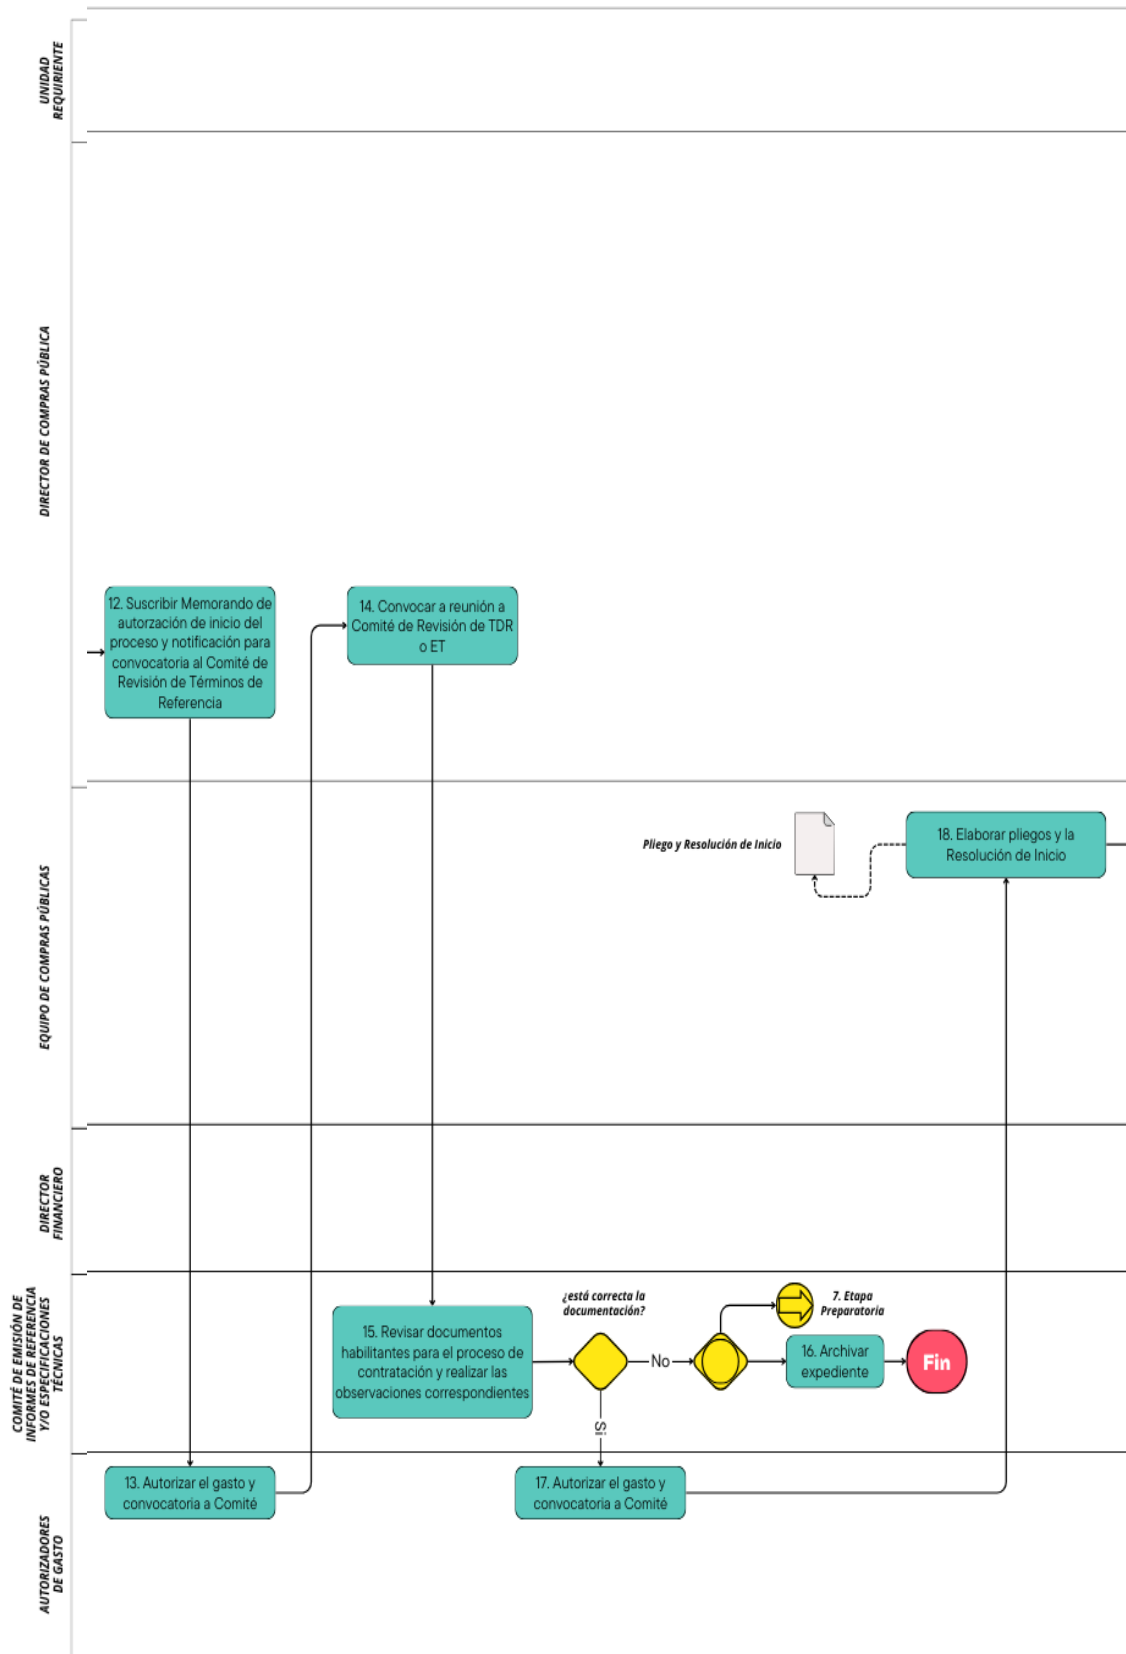 UNIDAD
REQUIRIENTE
DIRECTOR DE COMPRAS PÚBLICA
12. Suscribir Memorando de
autorzación de inicio del
proceso y notificación para
convocatoria al Comité de
Revisión de Términos de
Referencia
14. Convocar a reunión a
Comité de Revisión de TDR
o ET
EQUIPO DE COMPRAS PÚBLICAS
Pliego y Resolución de Inicio
18. Elaborar pliegos y la
Resolución de Inicio
DIRECTOR
FINANCIERO
COMITÉ DE EMISIÓN DE
INFORMES DE REFERENCIA
Y/O ESPECIFICACIONES
TÉCNICAS
15. Revisar documentos
habilitantes para el proceso de
contratación y realizar las
observaciones correspondientes
¿está correcta la
documentación?
No
Si
7. Etapa
Preparatoria
16. Archivar
expediente
Fin
AUTORIZADORES
DE GASTO
13. Autorizar el gasto y
convocatoria a Comité
17. Autorizar el gasto y
convocatoria a Comité